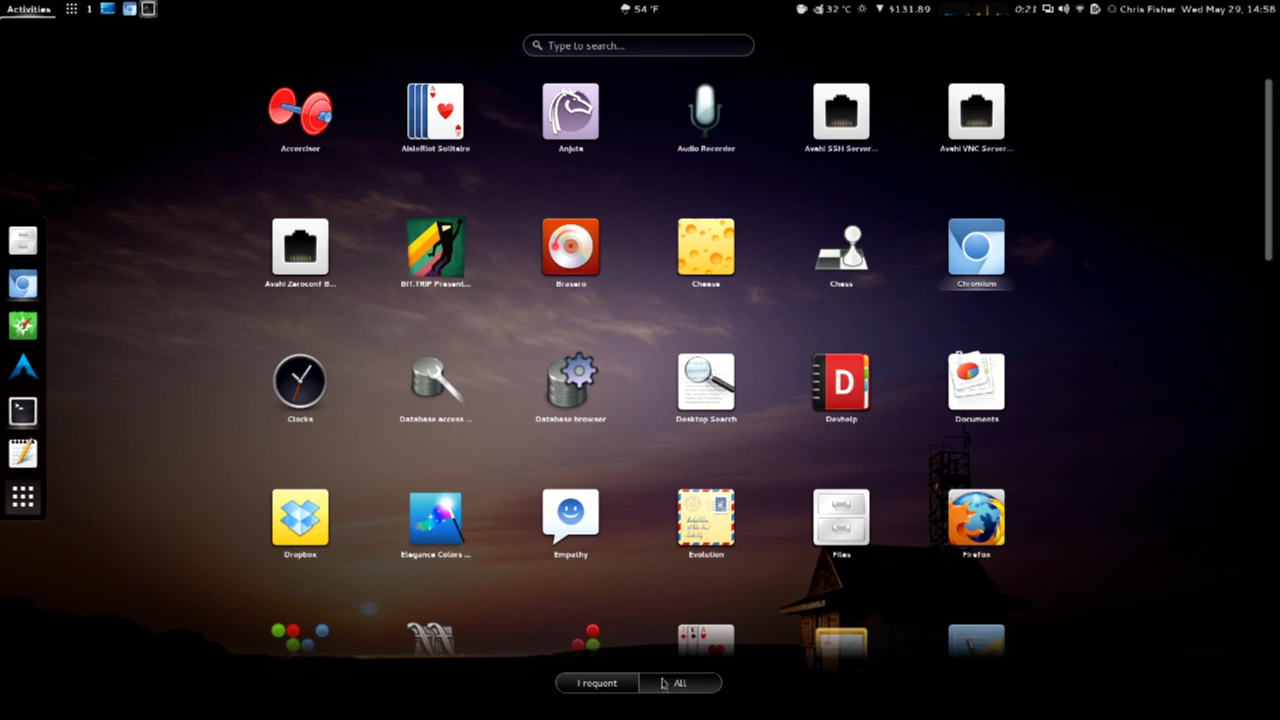 Activities 1 54 °F 32 °C $131.89 0:21 Chris Fisher Wed May 29, 14:58
Type to search...
Accerciser AisleRiot Solitaire Anjuta Audio Recorder Avahi SSH Server... Avahi VNC Server...
Avahi Zeroconf B... BIT.TRIP Present... Brasero Cheese Chess Chromium
Clocks Database access ... Database browser Desktop Search Devhelp Documents
D
Dropbox Elegance Colors ... Empathy Evolution Files Firefox
Frequent All